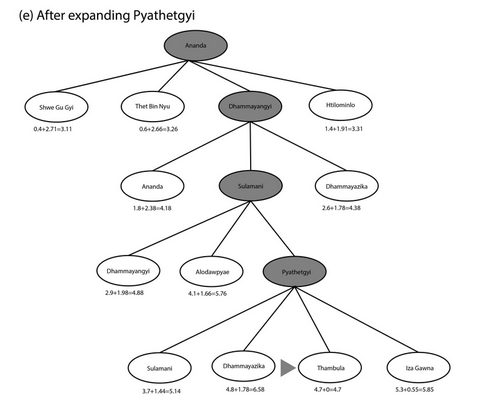 (e) After expanding Pyathetgyi
Ananda
Shwe Gu Gyi
Thet Bin Nyu
Dhammayangyi
Htilominlo
0.4+2.71=3.11
0.6+2.66=3.26
1.4+1.91=3.31
Ananda
Sulamani
Dhammayazika
1.8+2.38=4.18
2.6+1.78=4.38
Dhammayangyi
Alodawpyae
Pyathetgyi
2.9+1.98=4.88
4.1+1.66=5.76
Sulamani
Dhammayazika
Thambula
Iza Gawna
3.7+1.44=5.14
4.8+1.78=6.58
4.7+0=4.7
5.3+0.55=5.85